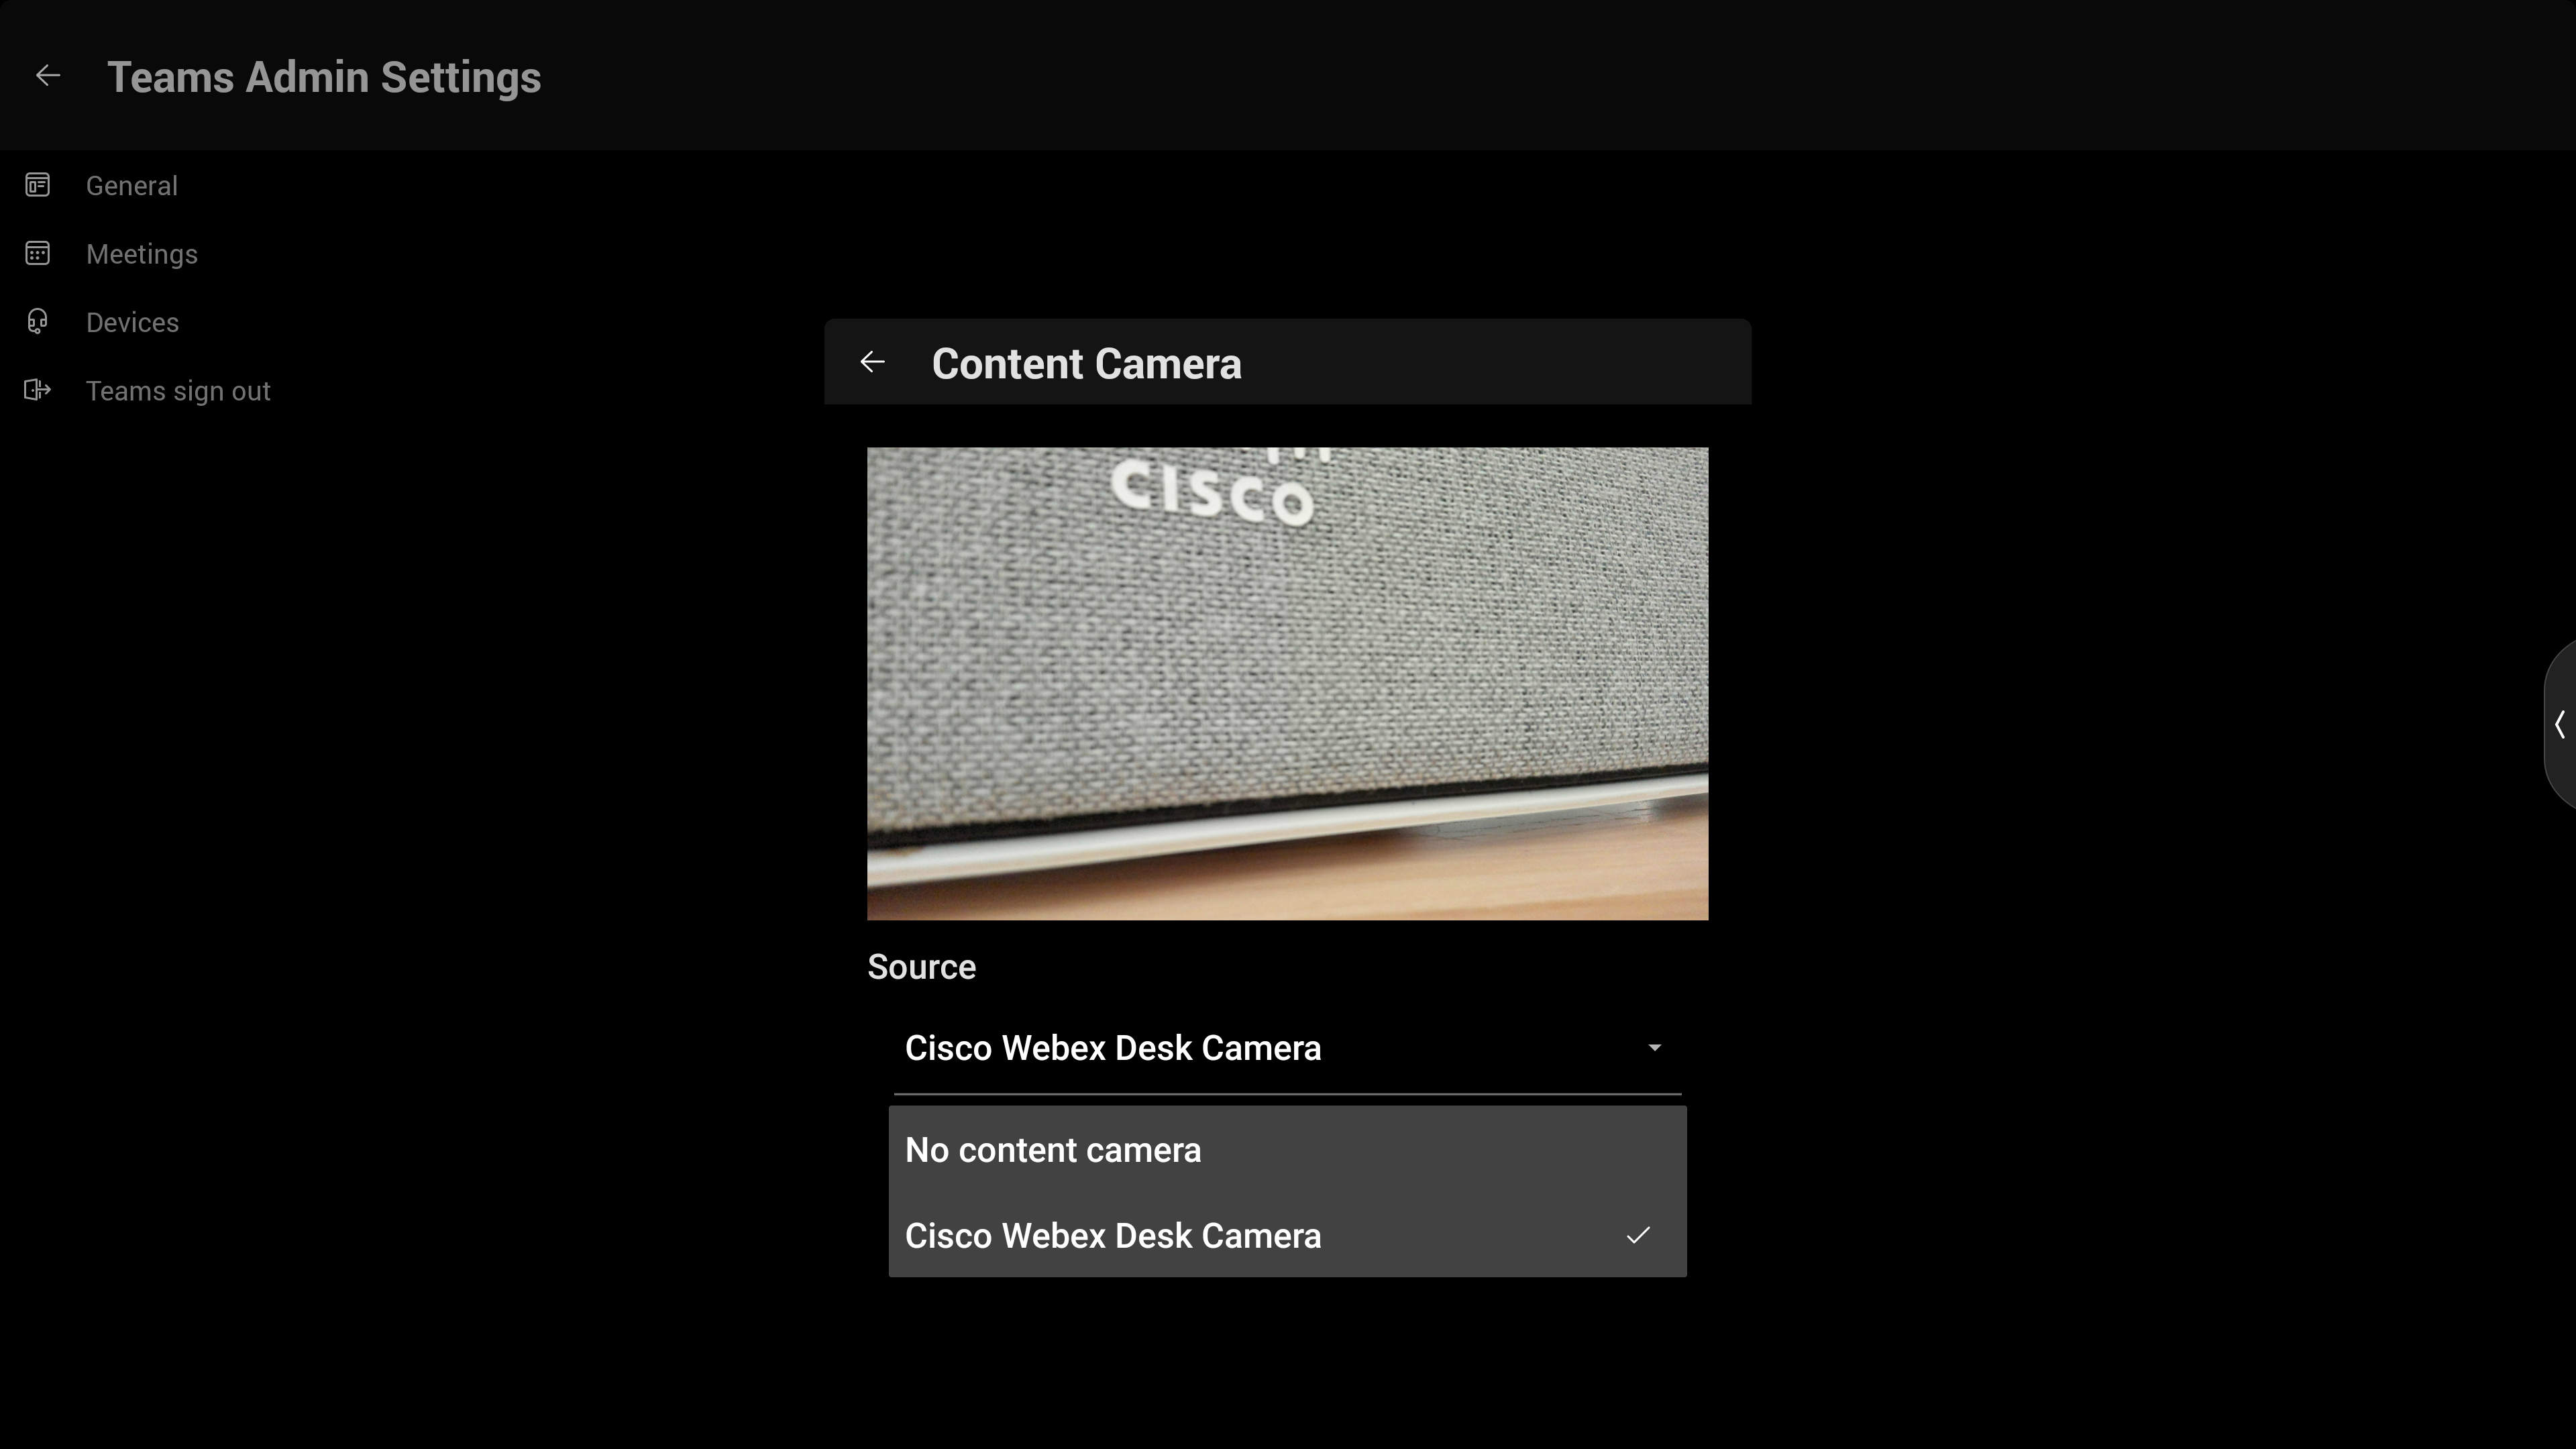 Teams Admin Settings
General
Meetings
Devices
Teams sign out
Content Camera
CISCO
Source
Cisco Webex Desk Camera
No content camera
Cisco Webex Desk Camera